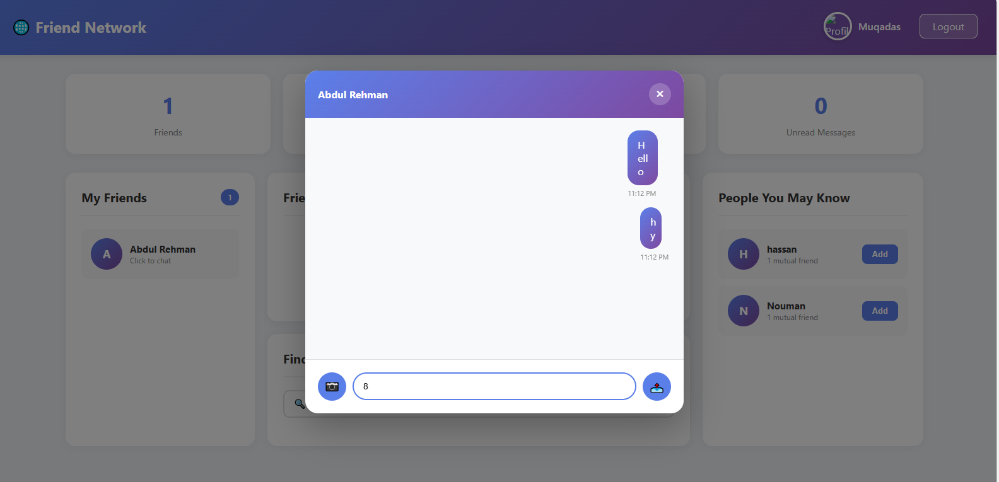 Friend Network
Profil
Muqadas
Logout
1
Friends
0
Unread Messages
Abdul Rehman
×
H
ell
o
11:12 PM
h
y
11:12 PM
8
My Friends
1
A
Abdul Rehman
Click to chat
Frie
Find
People You May Know
H
hassan
1 mutual friend
Add
N
Nouman
1 mutual friend
Add